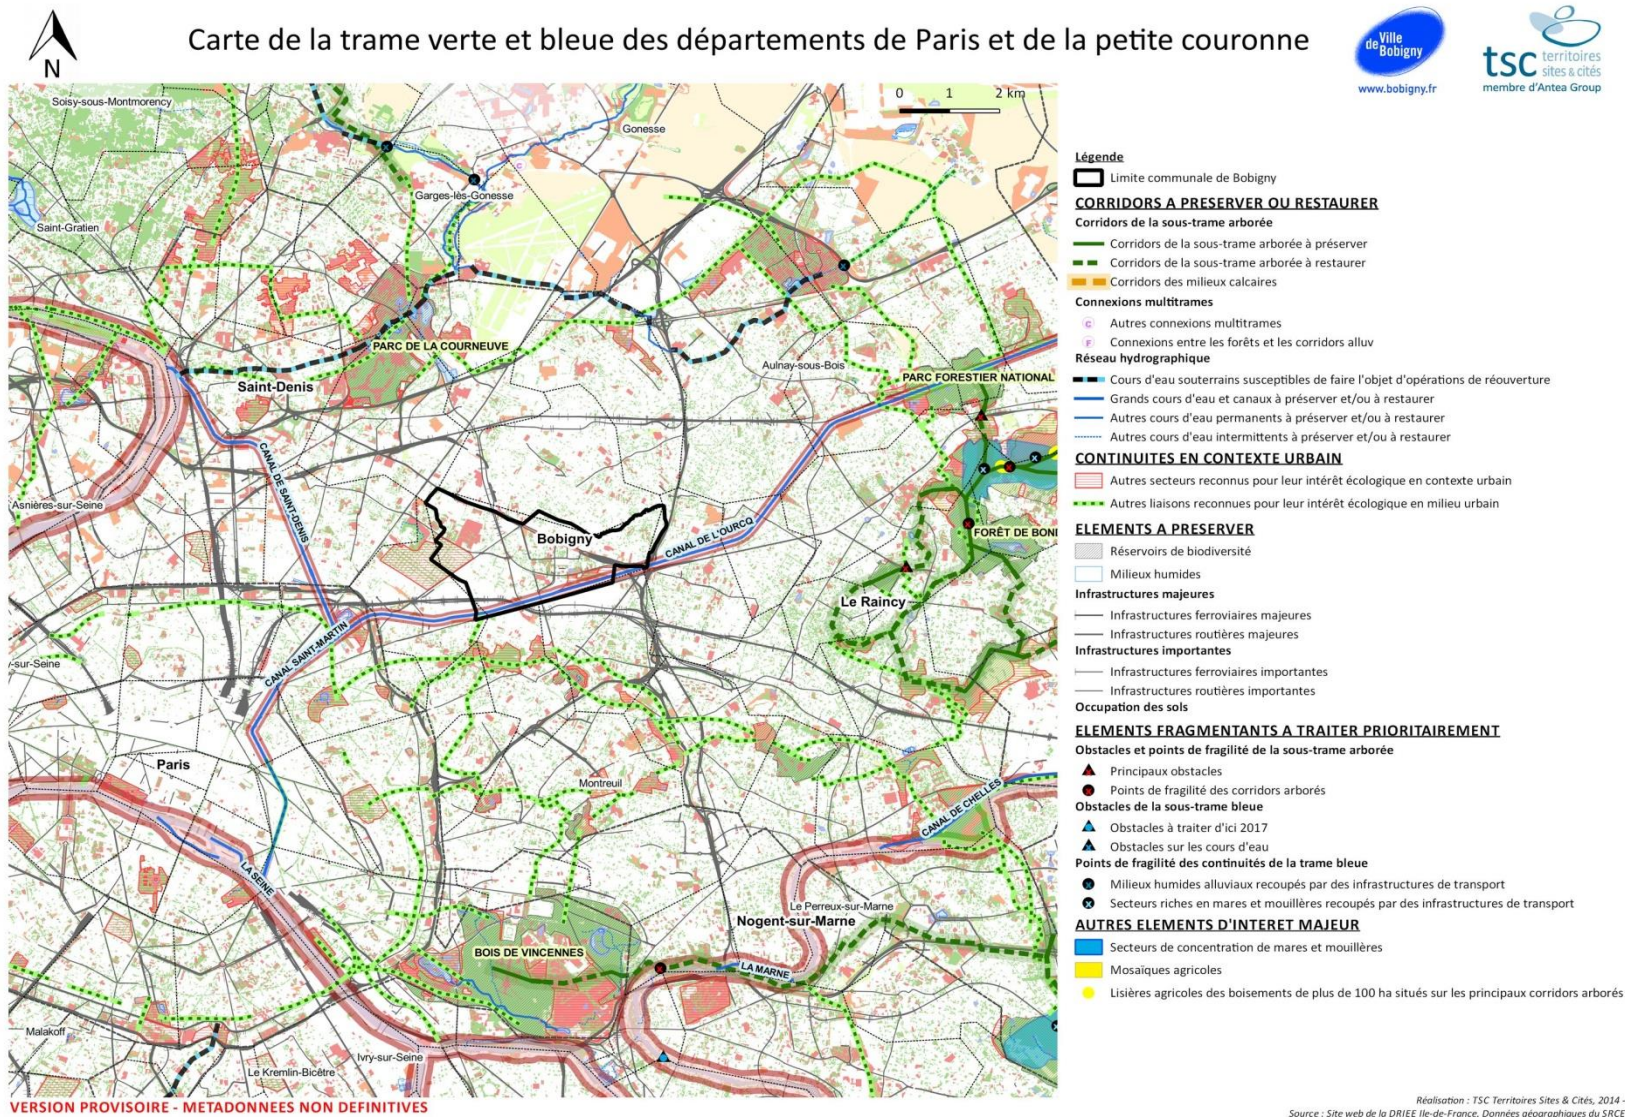 Carte de la trame verte et bleue des départements de Paris et de la petite couronne
N
Ville
de Bobigny
www.bobigny.fr
tsc territoires
sites & cités
membre d'Antea Group
0 1 2 km
Soisy-sous-Montmorency
Gonesse
C
Garges-lès-Gonesse
Saint-Gratien
PARC DE LA COURNEUVE
Saint-Denis
Aulnay-sous-Bois
PARC FORESTIER NATIONAL
CANAL DE SAINT-DENIS
Asnières-sur-Seine
Bobigny
CANAL DE L'OURCQ
FORÊT DE BON
Le Raincy
CANAL SAINT-MARTIN
-sur-Seine
Paris
Montreuil
CANAL DE CHELLES
LA SEINE
Le Perreux-sur-Marne
Nogent-sur-Marne
BOIS DE VINCENNES
LA MARNE
Malakoff
Ivry-sur-Seine
Le Kremlin-Bicêtre
VERSION PROVISOIRE - METADONNEES NON DEFINITIVES
Légende
Limite communale de Bobigny
CORRIDORS A PRESERVER OU RESTAURER
Corridors de la sous-trame arborée
Corridors de la sous-trame arborée à préserver
Corridors de la sous-trame arborée à restaurer
Corridors des milieux calcaires
Connexions multitrames
C Autres connexions multitrames
F Connexions entre les forêts et les corridors alluv
Réseau hydrographique
Cours d'eau souterrains susceptibles de faire l'objet d'opérations de réouverture
Grands cours d'eau et canaux à préserver et/ou à restaurer
Autres cours d'eau permanents à préserver et/ou à restaurer
Autres cours d'eau intermittents à préserver et/ou à restaurer
CONTINUITES EN CONTEXTE URBAIN
Autres secteurs reconnus pour leur intérêt écologique en contexte urbain
Autres liaisons reconnues pour leur intérêt écologique en milieu urbain
ELEMENTS A PRESERVER
Réservoirs de biodiversité
Milieux humides
Infrastructures majeures
Infrastructures ferroviaires majeures
Infrastructures routières majeures
Infrastructures importantes
Infrastructures ferroviaires importantes
Infrastructures routières importantes
Occupation des sols
ELEMENTS FRAGMENTANTS A TRAITER PRIORITAIREMENT
Obstacles et points de fragilité de la sous-trame arborée
Principaux obstacles
Points de fragilité des corridors arborés
Obstacles de la sous-trame bleue
Obstacles à traiter d'ici 2017
Obstacles sur les cours d'eau
Points de fragilité des continuités de la trame bleue
Milieux humides alluviaux recoupés par des infrastructures de transport
Secteurs riches en mares et mouillères recoupés par des infrastructures de transport
AUTRES ELEMENTS D'INTERET MAJEUR
Secteurs de concentration de mares et mouillères
Mosaïques agricoles
Lisières agricoles des boisements de plus de 100 ha situés sur les principaux corridors arborés
Réalisation : TSC Territoires Sites & Cités, 2014 -
Source : Site web de la DRIEE Ile-de-France. Données géographiques du SRCE